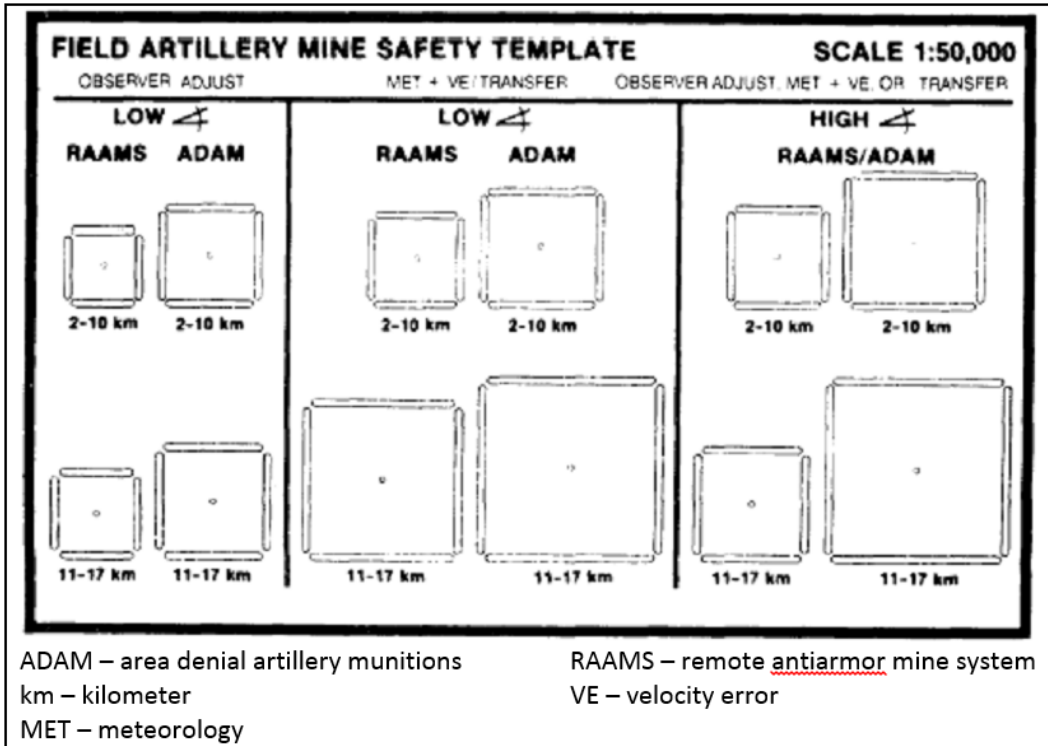 FIELD ARTILLERY MINE SAFETY TEMPLATE SCALE 1:50,000
OBSERVER ADJUST MET + VE/TRANSFER OBSERVER ADJUST, MET + VE, OR TRANSFER
LOW LOW HIGH
RAAMS ADAM RAAMS ADAM RAAMS/ADAM
2-10 km 2-10 km 2-10 km 2-10 km 2-10 km 2-10 km
11-17 km 11-17 km 11-17 km 11-17 km 11-17 km 11-17 km
ADAM – area denial artillery munitions RAAMS – remote antiarmor mine system
km – kilometer VE – velocity error
MET – meteorology